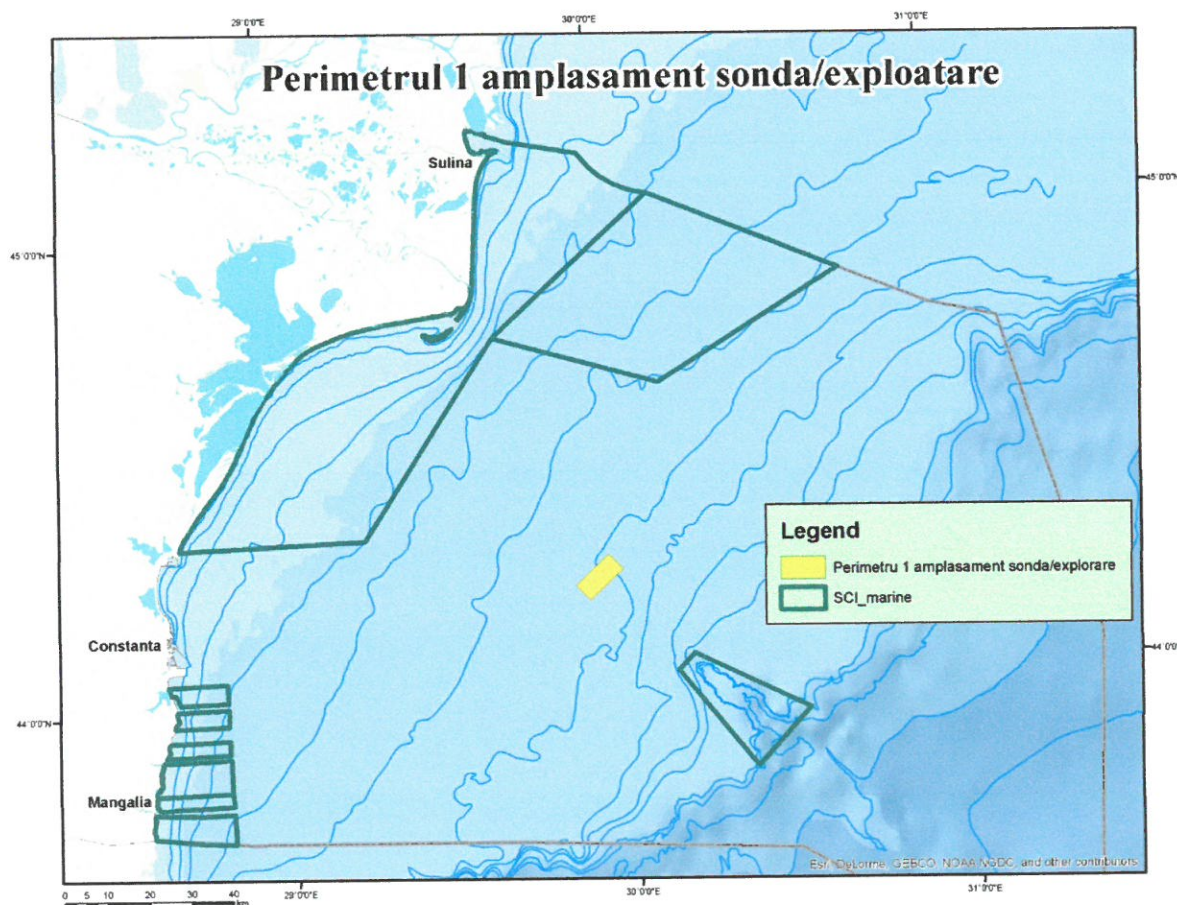 29°0'0"E 30°0'0"E 31°0'0"E
Perimetrul 1 amplasament sonda/exploatare
Sulina
45°0'0"N
45°0'0"N
Legend
Perimetru 1 amplasament sonda/explorare
SCI_marine
Constanta
44°0'0"N
44°0'0"N
Mangalia
Esri, DeLorme, GEBCO, NOAA NGDC, and other contributors
29°0'0"E 30°0'0"E 31°0'0"E
0 5 10 20 30 40